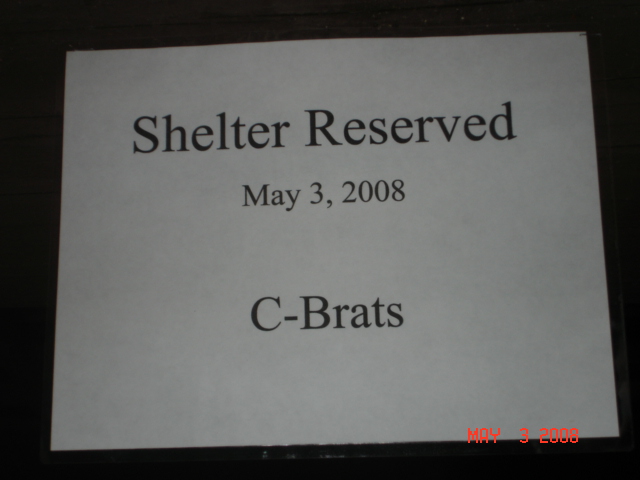 Shelter Reserved
May 3, 2008
C-Brats
MAY 3 2008